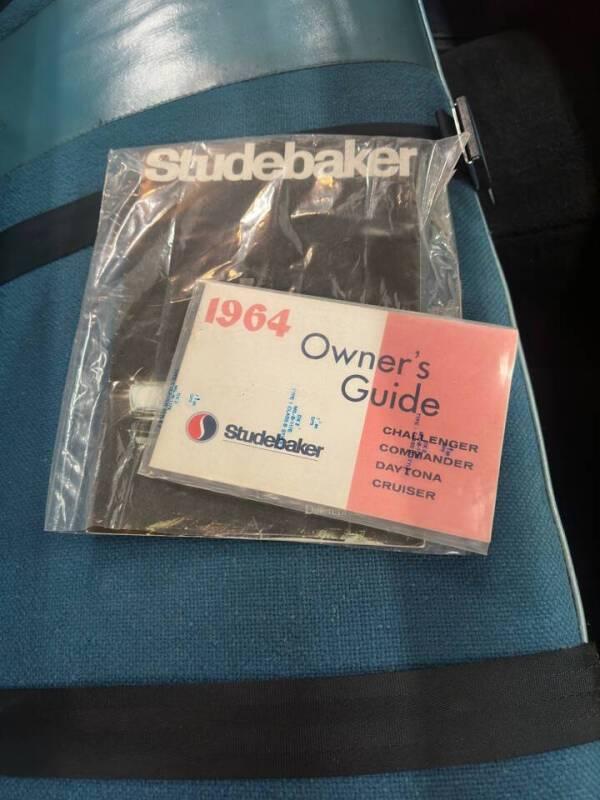 Studebaker
1964
Owner's
Guide
Studebaker
CHALLENGER
COMMANDER
DAYTONA
CRUISER